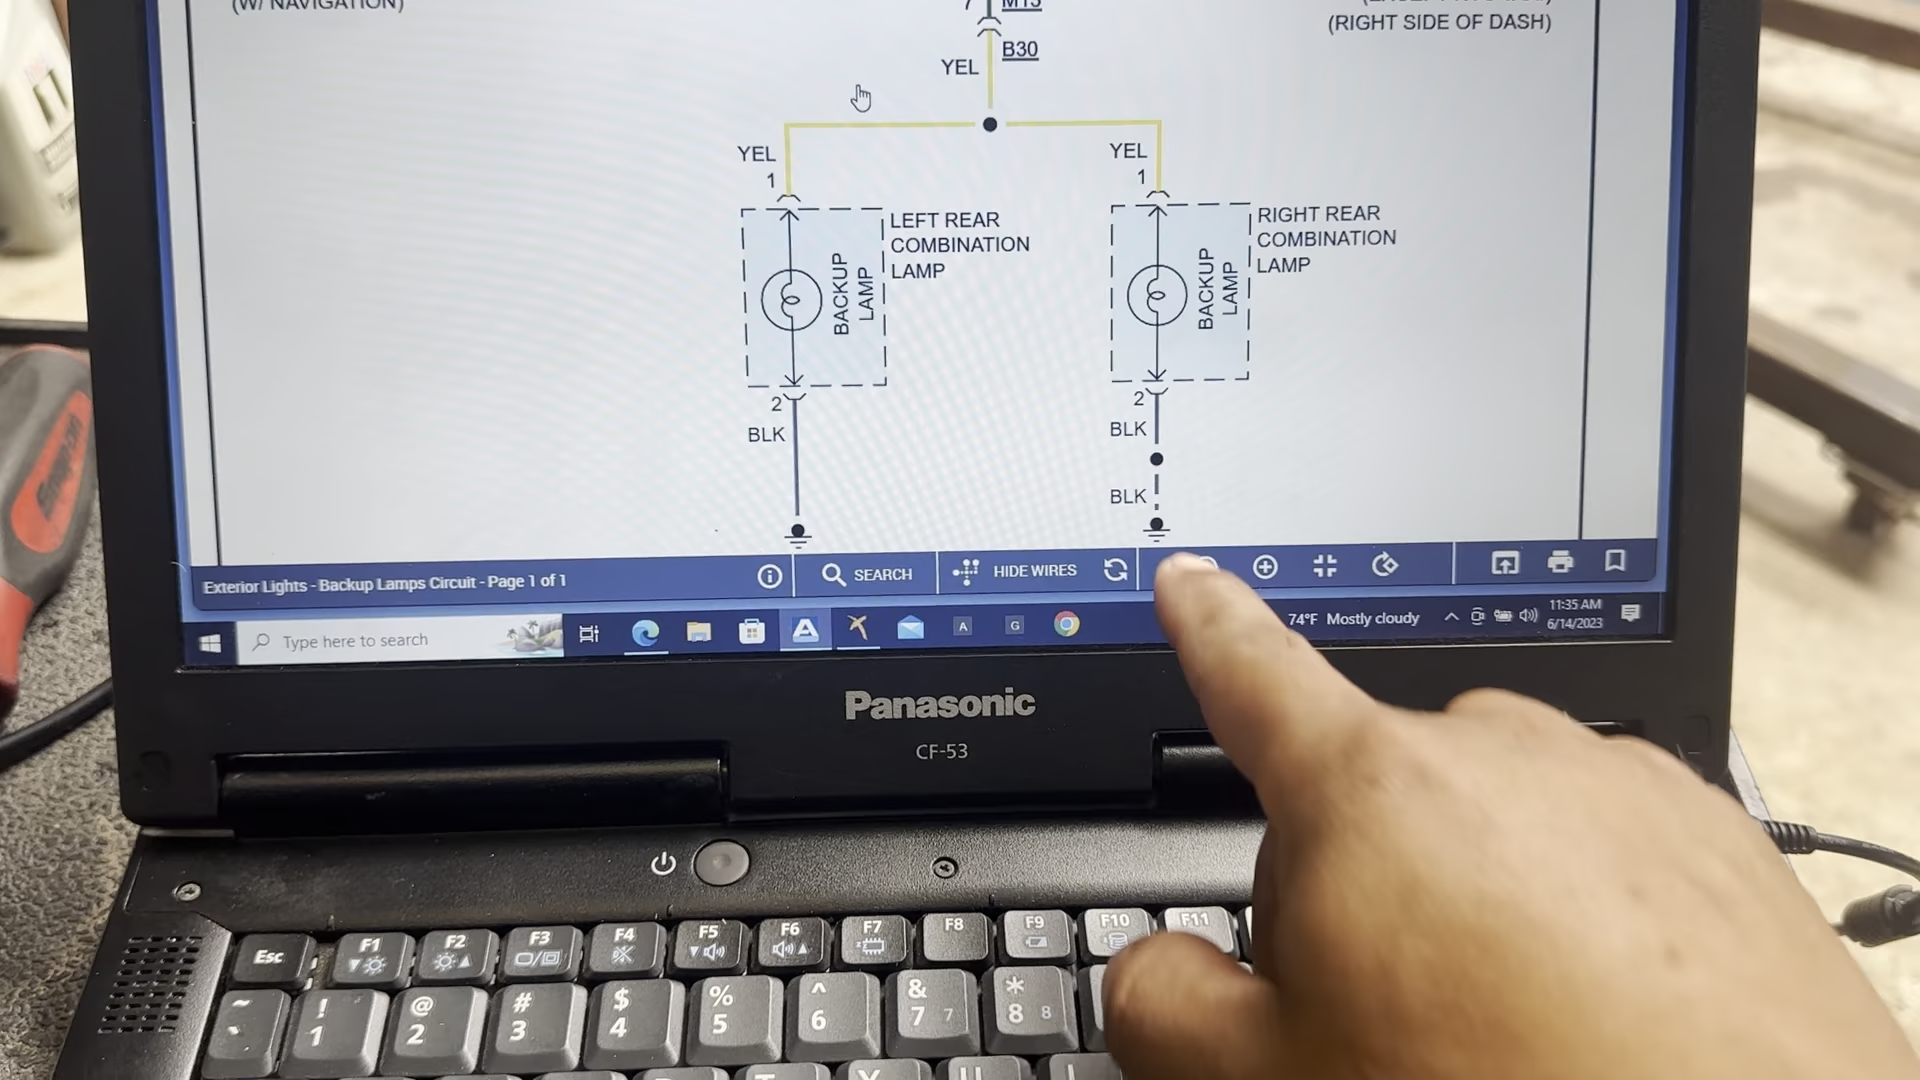 (W/ NAVIGATION)
7 M15
(RIGHT SIDE OF DASH)
B30
YEL
YEL
1
YEL
1
LEFT REAR
COMBINATION
LAMP
BACKUP
LAMP
RIGHT REAR
COMBINATION
LAMP
BACKUP
LAMP
2
BLK
2
BLK
BLK
Exterior Lights - Backup Lamps Circuit - Page 1 of 1
SEARCH
HIDE WIRES
Type here to search
A
G
74°F Mostly cloudy
11:35 AM
6/14/2023
Snap-on
Panasonic
CF-53
Esc
F1
F2
F3
F4
F5
F6
F7
F8
F9
F10
F11
~
`
!
1
@
2
#
3
$
4
%
5
^
6
&
7 7
*
8 8